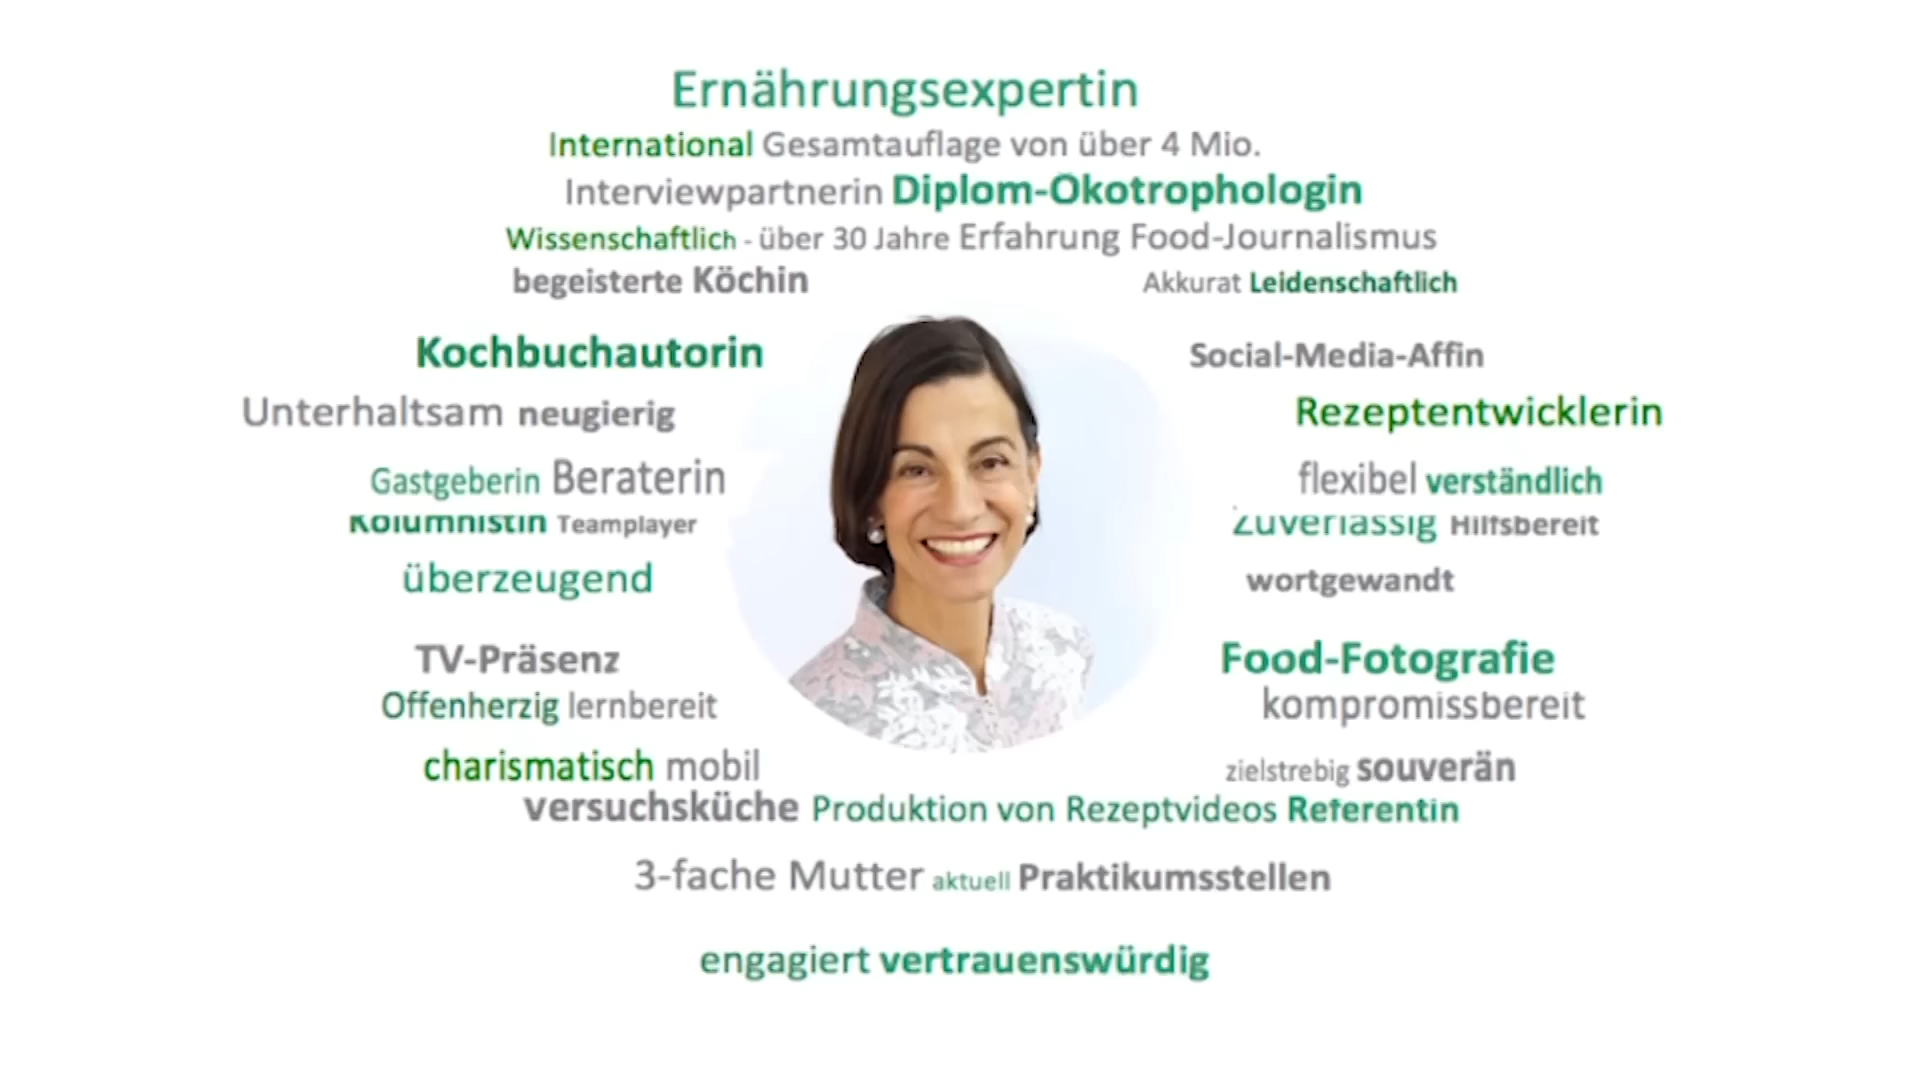 Ernährungsexpertin
International Gesamtauflage von über 4 Mio.
Interviewpartnerin Diplom-Okotrophologin
Wissenschaftlich - über 30 Jahre Erfahrung Food-Journalismus
begeisterte Köchin
Akkurat Leidenschaftlich
Kochbuchautorin
Social-Media-Affin
Unterhaltsam neugierig
Rezeptentwicklerin
Gastgeberin Beraterin
flexibel verständlich
Kolumnistin Teamplayer
Zuverlässig Hilfsbereit
überzeugend
wortgewandt
TV-Präsenz
Food-Fotografie
Offenherzig lernbereit
kompromissbereit
charismatisch mobil
zielstrebig souverän
versuchsküche Produktion von Rezeptvideos Referentin
3-fache Mutter aktuell Praktikumsstellen
engagiert vertrauenswürdig